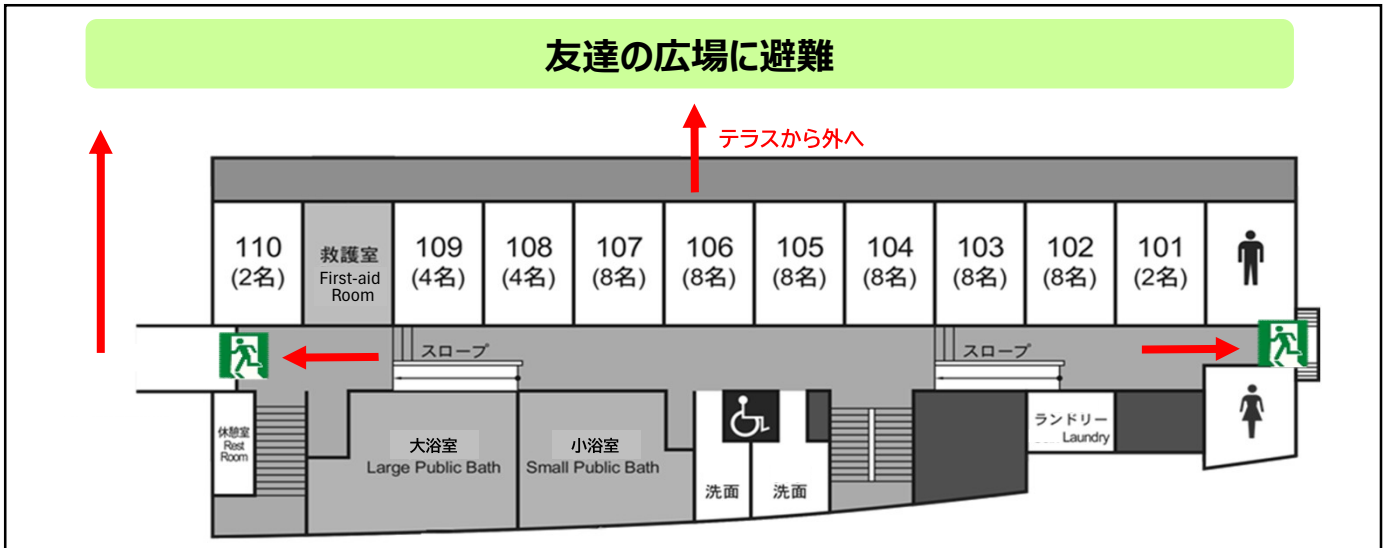 友達の広場に避難
テラスから外へ
110
(2名)
救護室
First-aid
Room
109
(4名)
108
(4名)
107
(8名)
106
(8名)
105
(8名)
104
(8名)
103
(8名)
102
(8名)
101
(2名)
スロープ
スロープ
休憩室
Rest
Room
大浴室
Large Public Bath
小浴室
Small Public Bath
洗面
洗面
ランドリー
Laundry